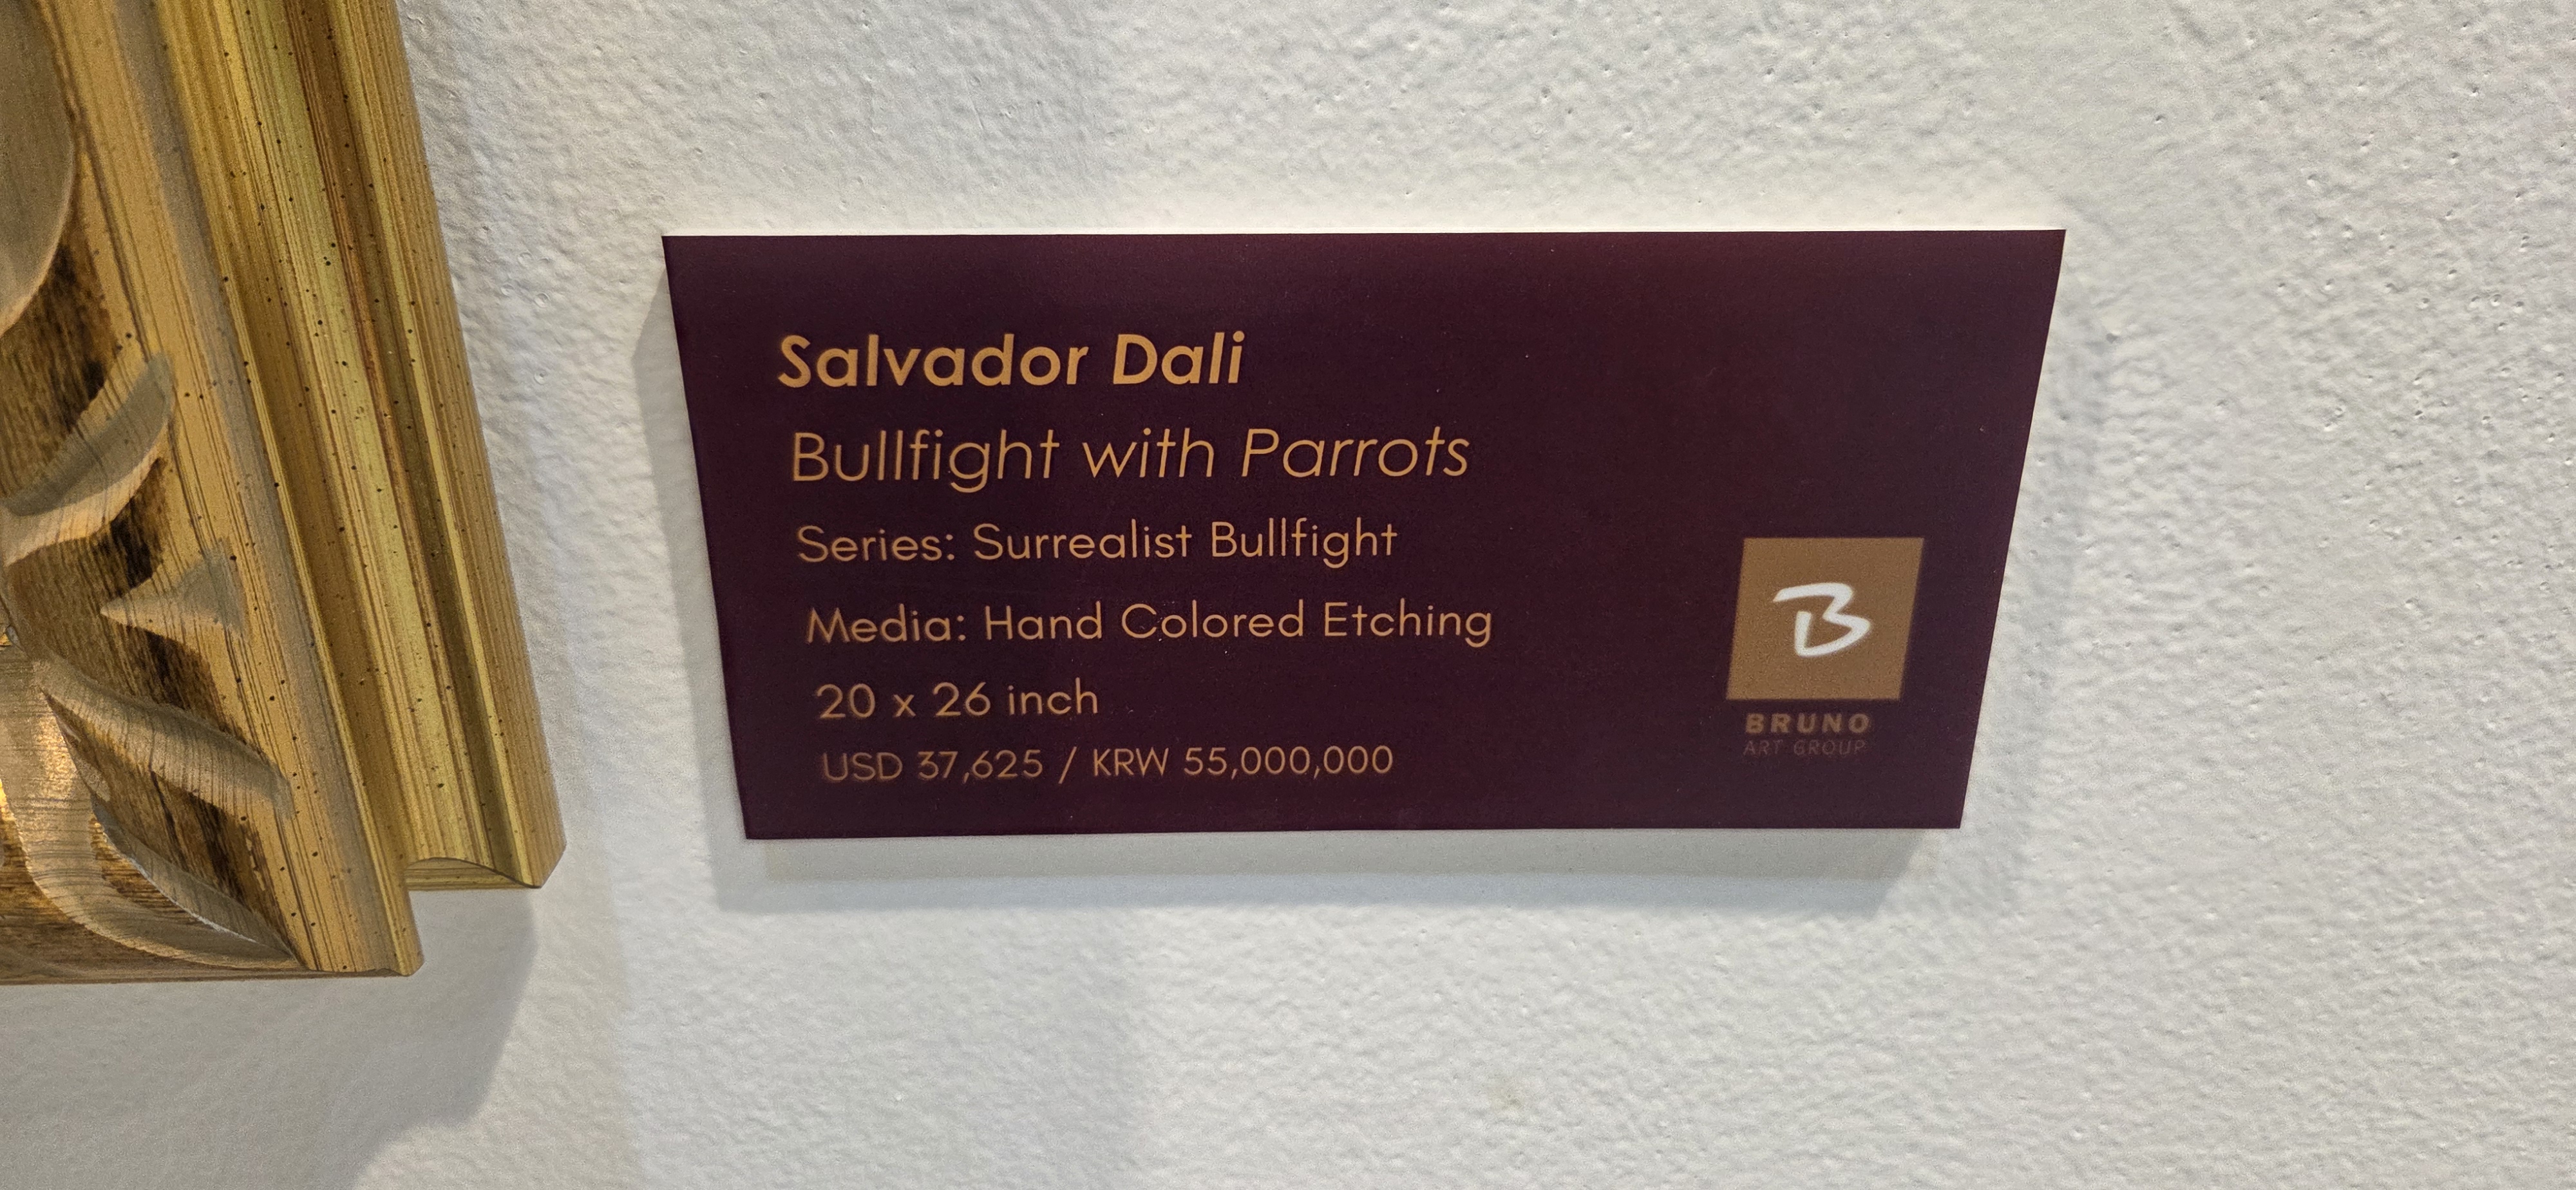 Salvador Dali
Bullfight with Parrots
Series: Surrealist Bullfight
Media: Hand Colored Etching
20 x 26 inch
USD 37,625 / KRW 55,000,000
B
BRUNO
ART GROUP